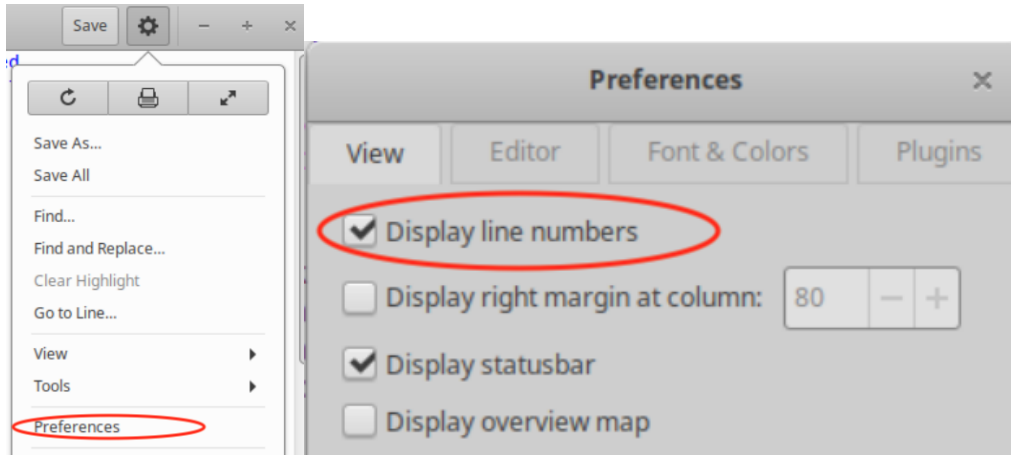 Save
Save As...
Save All
Find...
Find and Replace...
Clear Highlight
Go to Line...
View
Tools
Preferences
Preferences
View Editor Font & Colors Plugins
Display line numbers
Display right margin at column: 80
Display statusbar
Display overview map